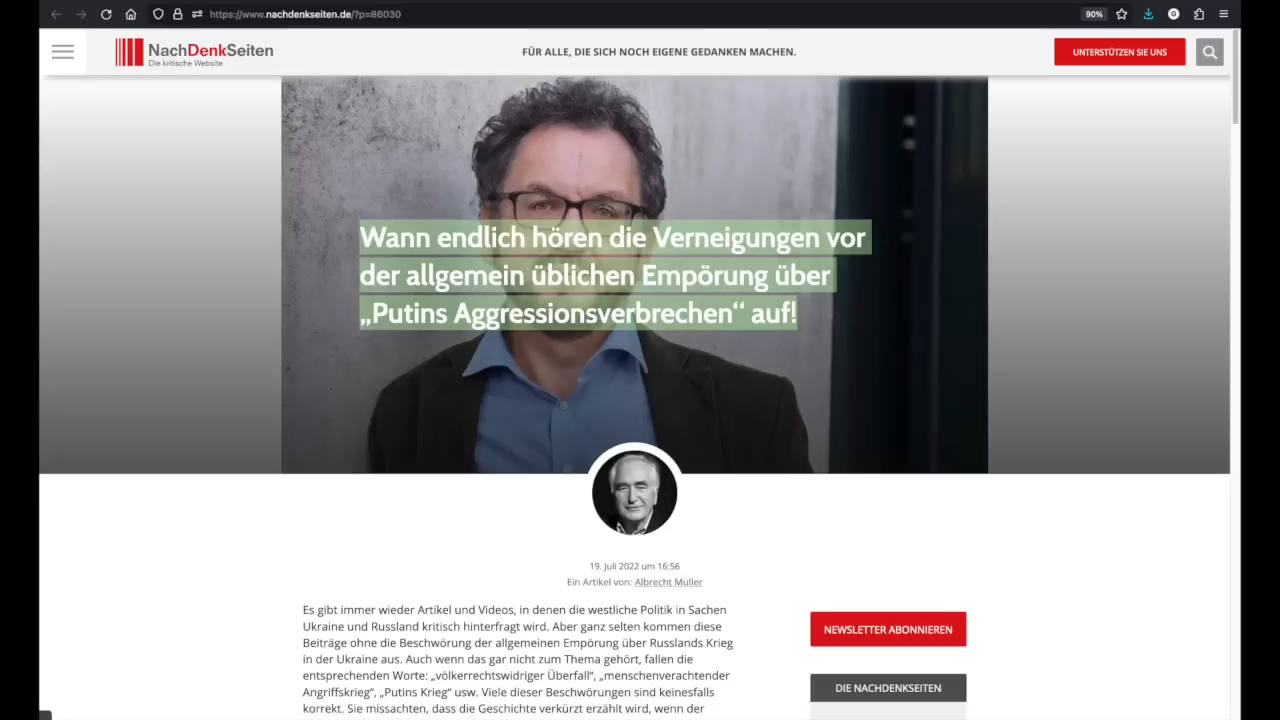 https://www.nachdenkseiten.de/?p=86030
90%
NachDenkSeiten
Die kritische Website
FÜR ALLE, DIE SICH NOCH EIGENE GEDANKEN MACHEN.
UNTERSTÜTZEN SIE UNS
Wann endlich hören die Verneigungen vor
der allgemein üblichen Empörung über
„Putins Aggressionsverbrechen“ auf!
19. Juli 2022 um 16:56
Ein Artikel von: Albrecht Müller
Es gibt immer wieder Artikel und Videos, in denen die westliche Politik in Sachen
Ukraine und Russland kritisch hinterfragt wird. Aber ganz selten kommen diese
Beiträge ohne die Beschwörung der allgemeinen Empörung über Russlands Krieg
in der Ukraine aus. Auch wenn das gar nicht zum Thema gehört, fallen die
entsprechenden Worte: „völkerrechtswidriger Überfall“, „menschenverachtender
Angriffskrieg“, „Putins Krieg“ usw. Viele dieser Beschwörungen sind keinesfalls
korrekt. Sie missachten, dass die Geschichte verkürzt erzählt wird, wenn der
NEWSLETTER ABONNIEREN
DIE NACHDENKSEITEN